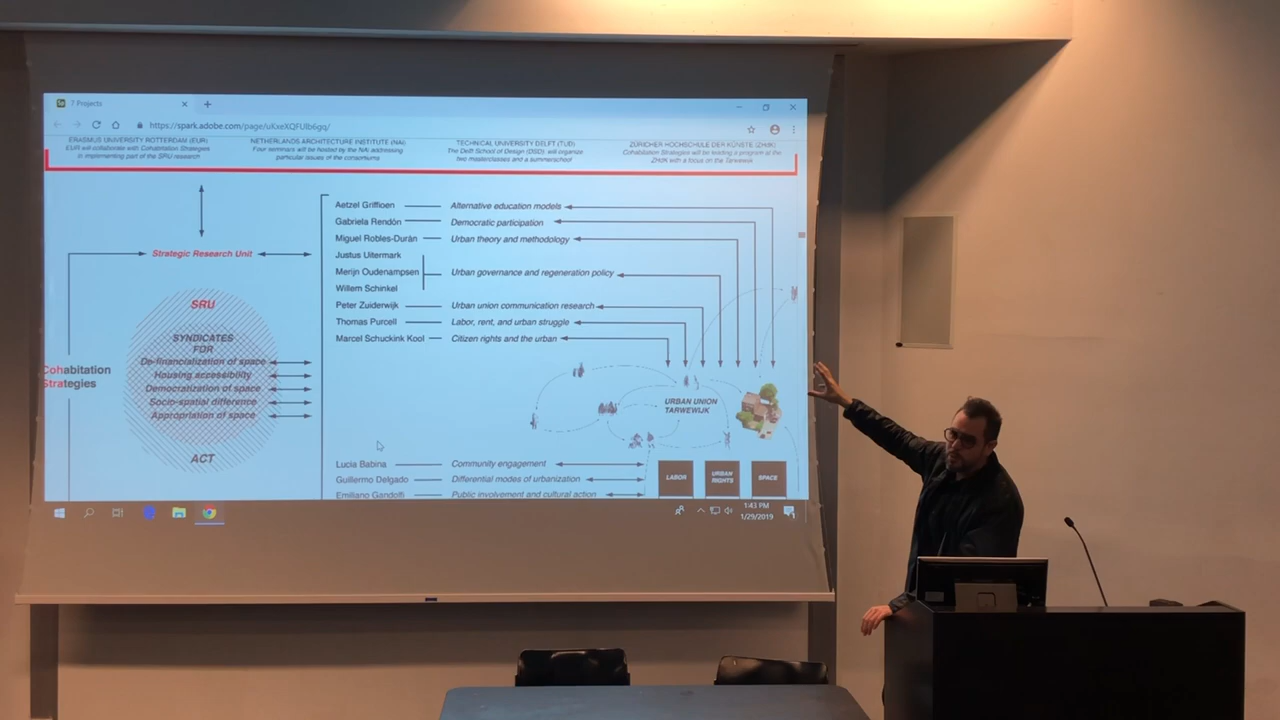 7 Projects
https://spark.adobe.com/page/uKxeXQFUlb6gq/
ERASMUS UNIVERSITY ROTTERDAM (EUR)
EUR will collaborate with Cohabitation Strategies
in implementing part of the SRU research
NETHERLANDS ARCHITECTURE INSTITUTE (NAI)
Four seminars will be hosted by the NAI addressing
particular issues of the consortiums
TECHNICAL UNIVERSITY DELFT (TUD)
The Delft School of Design (DSD) will organize
two masterclasses and a summerschool
ZÜRICHER HOCHSCHULE DER KÜNSTE (ZHdK)
Cohabitation Strategies will be leading a program at the
ZHdK with a focus on the Tarwewijk
Strategic Research Unit
SRU
SYNDICATES
FOR
De-financialization of space
Housing accessibility
Democratization of space
Socio-spatial difference
Appropriation of space
ACT
Cohabitation
Strategies
Aetzel Griffioen Alternative education models
Gabriela Rendón Democratic participation
Miguel Robles-Durán Urban theory and methodology
Justus Uitermark
Merijn Oudenampsen Urban governance and regeneration policy
Willem Schinkel
Peter Zuiderwijk Urban union communication research
Thomas Purcell Labor, rent, and urban struggle
Marcel Schuckink Kool Citizen rights and the urban
URBAN UNION
TARWEWIJK
Lucia Babina Community engagement
Guillermo Delgado Differential modes of urbanization
Emiliano Gandolfi Public involvement and cultural action
LABOR
URBAN
RIGHTS
SPACE
1:43 PM
1/29/2019